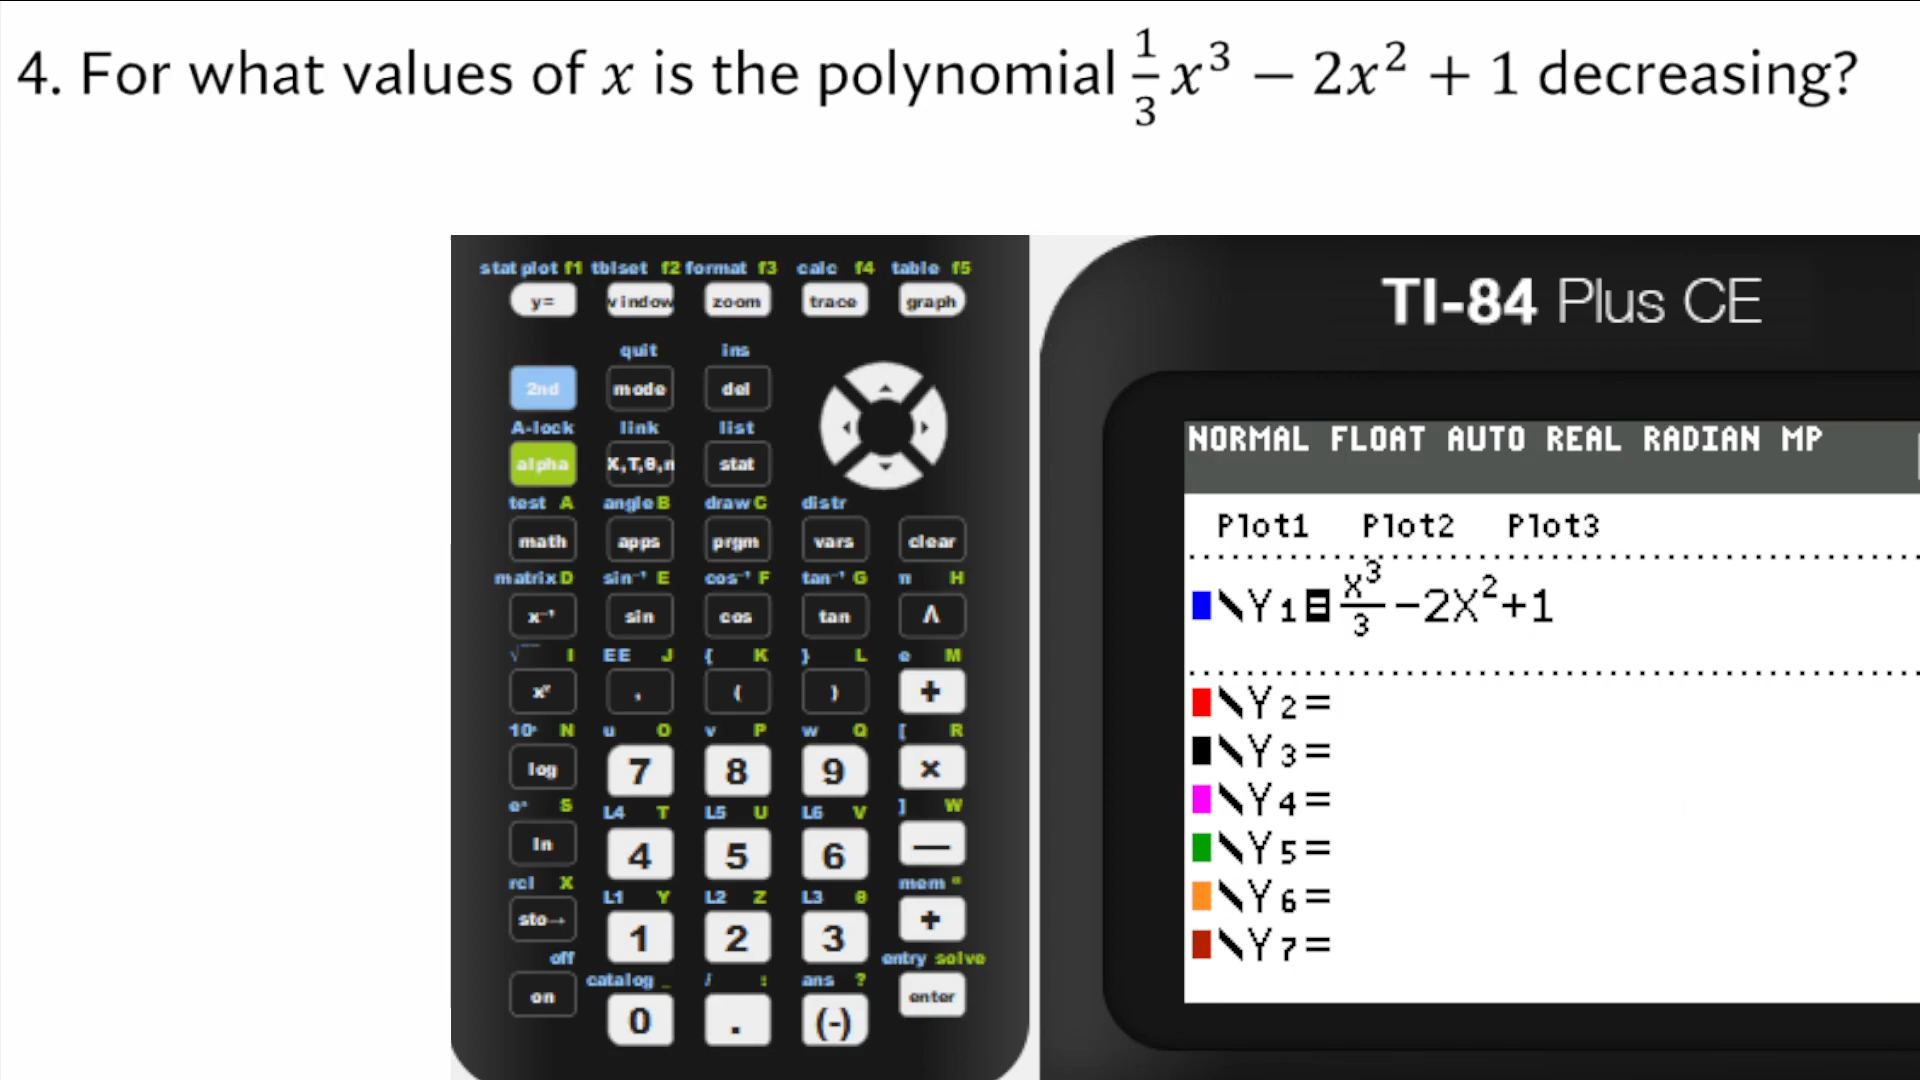 4. For what values of x is the polynomial 1/3 x³ − 2x² + 1 decreasing?
stat plot f1 tblset f2 format f3 calc f4 table f5
y= window zoom trace graph
quit ins
2nd mode del
A-lock link list
alpha X,T,θ,n stat
test A angle B draw C distr
math apps prgm vars clear
matrix D sin⁻¹ E cos⁻¹ F tan⁻¹ G π H
x⁻¹ sin cos tan ^
√ I EE J { K } L e M
, ( ) +
10ˣ N u O v P w Q [ R
log 7 8 9 ×
eˣ S L4 T L5 U L6 V ] W
ln 4 5 6 —
rcl X L1 Y L2 Z L3 θ mem "
sto→ 1 2 3 +
off catalog _ / : ans ? entry solve
on 0 . (-) enter
TI-84 Plus CE
NORMAL FLOAT AUTO REAL RADIAN MP
Plot1 Plot2 Plot3
\Y1=X³/3−2X²+1
\Y2=
\Y3=
\Y4=
\Y5=
\Y6=
\Y7=